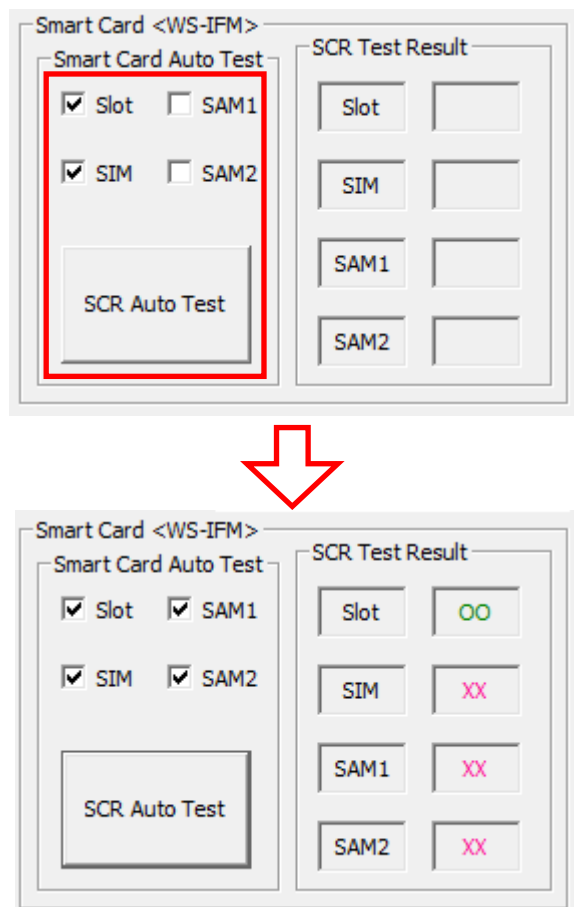 Smart Card <WS-IFM>
Smart Card Auto Test
Slot SAM1
SIM SAM2
SCR Auto Test
SCR Test Result
Slot
SIM
SAM1
SAM2
Smart Card <WS-IFM>
Smart Card Auto Test
Slot SAM1
SIM SAM2
SCR Auto Test
SCR Test Result
Slot OO
SIM XX
SAM1 XX
SAM2 XX